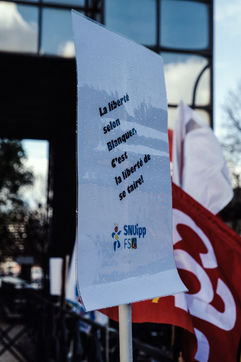 La liberté
selon
Blanquer,
C'est
la liberté de
se taire!
SNUipp
FSU